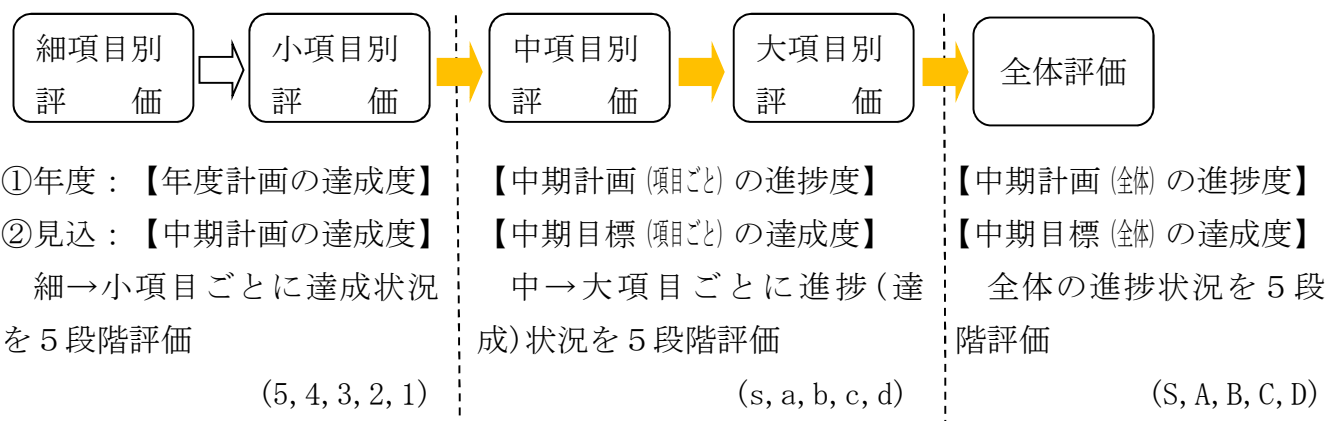 細項目別
評　　価
小項目別
評　　価
中項目別
評　　価
大項目別
評　　価
全体評価
①年度：【年度計画の達成度】
②見込：【中期計画の達成度】
細→小項目ごとに達成状況
を５段階評価
(5,4,3,2,1)
【中期計画(項目ごと)の進捗度】
【中期目標(項目ごと)の達成度】
中→大項目ごとに進捗(達
成)状況を５段階評価
(s,a,b,c,d)
【中期計画(全体)の進捗度】
【中期目標(全体)の達成度】
全体の進捗状況を５段
階評価
(S,A,B,C,D)